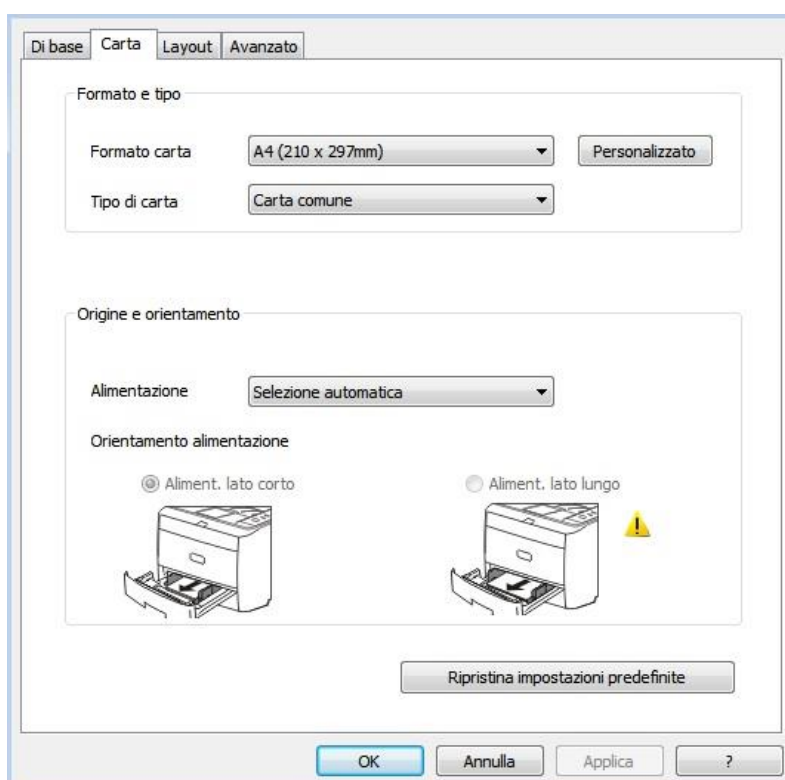 Di base Carta Layout Avanzato
Formato e tipo
Formato carta A4 (210 x 297mm) Personalizzato
Tipo di carta Carta comune
Origine e orientamento
Alimentazione Selezione automatica
Orientamento alimentazione
Aliment. lato corto Aliment. lato lungo
Ripristina impostazioni predefinite
OK Annulla Applica ?